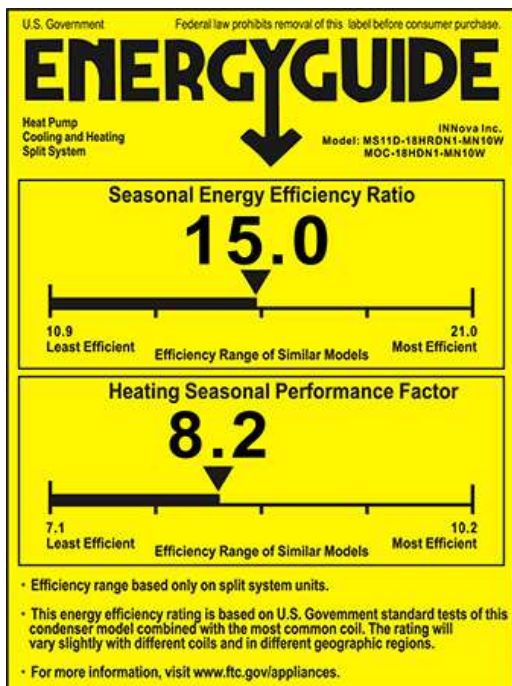 U.S. Government Federal law prohibits removal of this label before consumer purchase.
ENERGYGUIDE
Heat Pump
Cooling and Heating
Split System
INNova Inc.
Model: MS11D-18HRDN1-MN10W
MOC-18HDN1-MN10W
Seasonal Energy Efficiency Ratio
15.0
10.9 21.0
Least Efficient Efficiency Range of Similar Models Most Efficient
Heating Seasonal Performance Factor
8.2
7.1 10.2
Least Efficient Efficiency Range of Similar Models Most Efficient
· Efficiency range based only on split system units.
· This energy efficiency rating is based on U.S. Government standard tests of this
condenser model combined with the most common coil. The rating will
vary slightly with different coils and in different geographic regions.
· For more information, visit www.ftc.gov/appliances.